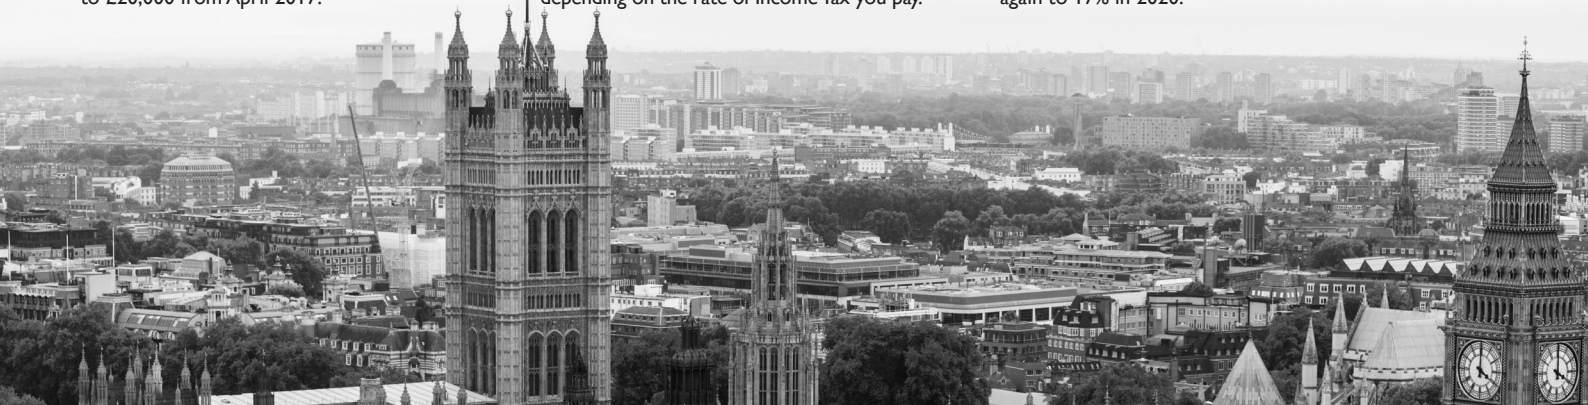 to £20,000 from April 2017.
depending on the rate of Income Tax you pay.
again to 17% in 2020.